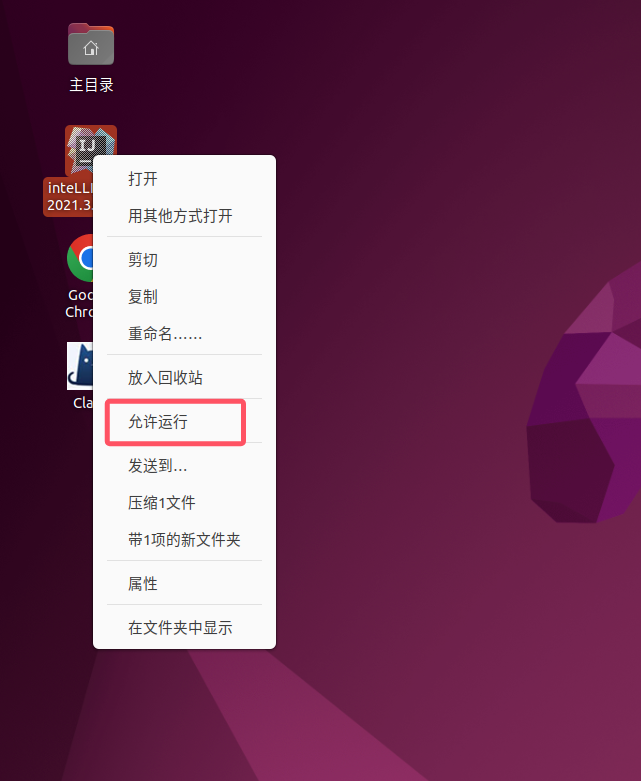 主目录
IJ
inteLLI
2021.3.
打开
用其他方式打开
剪切
复制
重命名……
放入回收站
允许运行
发送到…
压缩1文件
带1项的新文件夹
属性
在文件夹中显示
Goo
Chro
Cla